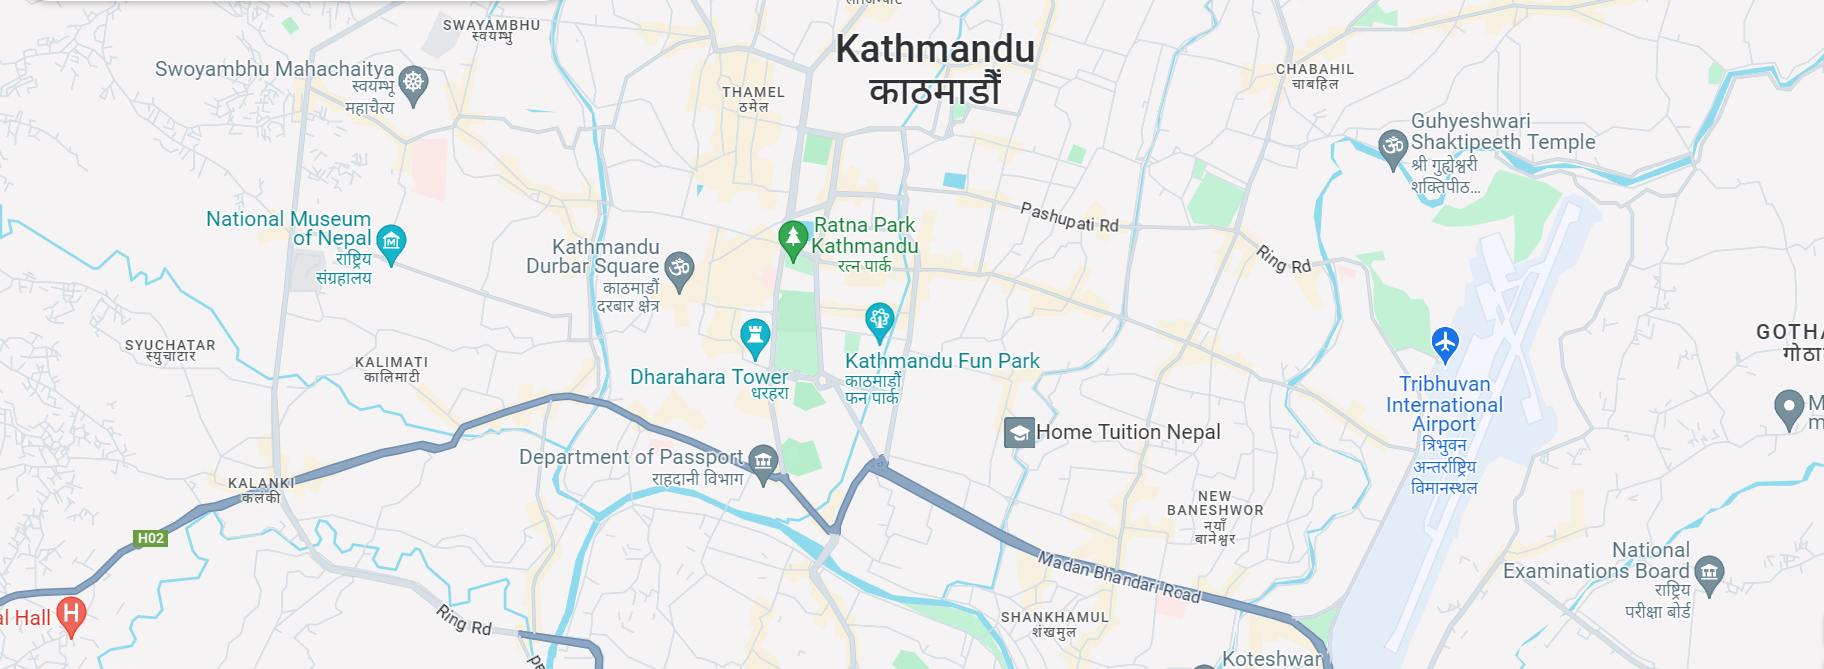 SWAYAMBHU
स्वयम्भु
Swoyambhu Mahachaitya
स्वयम्भू
महाचैत्य
THAMEL
ठमेल
Kathmandu
काठमाडौं
CHABAHIL
चाबहिल
Guhyeshwari
Shaktipeeth Temple
श्री गुह्येश्वरी
शक्तिपीठ...
National Museum
of Nepal
राष्ट्रिय
संग्रहालय
Kathmandu
Durbar Square
काठमाडौं
दरबार क्षेत्र
Ratna Park
Kathmandu
रत्न पार्क
Pashupati Rd
Ring Rd
SYUCHATAR
स्युचाटार
KALIMATI
कालिमाटी
Dharahara Tower
धरहरा
Kathmandu Fun Park
काठमाडौं
फन पार्क
Tribhuvan
International
Airport
त्रिभुवन
अन्तर्राष्ट्रिय
विमानस्थल
GOTHA
गोठा
M
m
Home Tuition Nepal
Department of Passport
राहदानी विभाग
KALANKI
कलंकी
NEW
BANESHWOR
नयाँ
बानेश्वर
H02
Madan Bhandari Road
National
Examinations Board
राष्ट्रिय
परीक्षा बोर्ड
al Hall
H
Ring Rd
SHANKHAMUL
शंखमुल
Koteshwar